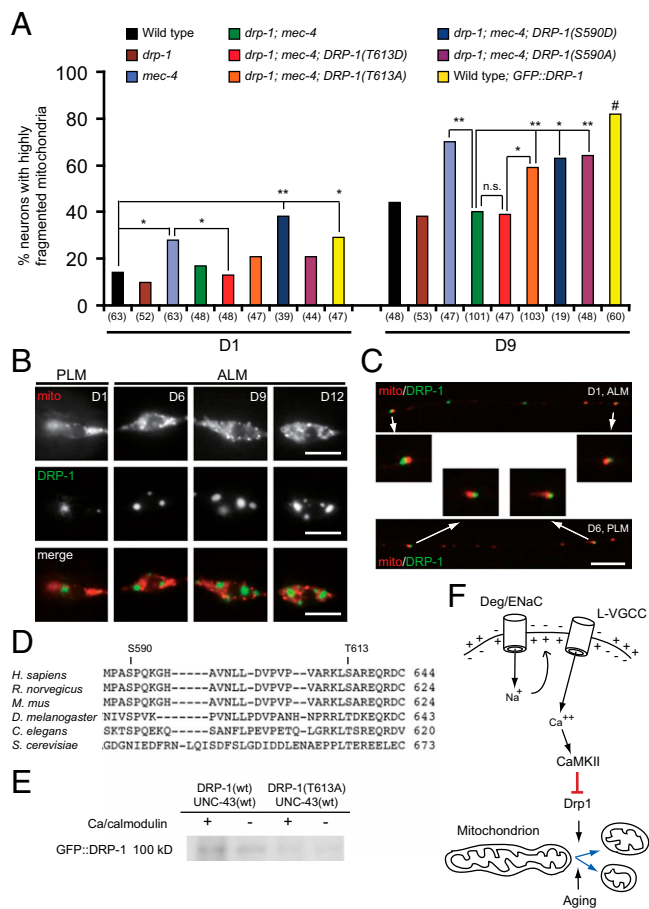 A
Wild type
drp-1
mec-4
drp-1; mec-4
drp-1; mec-4; DRP-1(T613D)
drp-1; mec-4; DRP-1(T613A)
drp-1; mec-4; DRP-1(S590D)
drp-1; mec-4; DRP-1(S590A)
Wild type; GFP::DRP-1
% neurons with highly
fragmented mitochondria
100
80
60
40
20
0
* * ** *
** n.s. * ** * ** #
(63) (52) (63) (48) (48) (47) (39) (44) (47) (48) (53) (47) (101) (47) (103) (19) (48) (60)
D1 D9
B
PLM ALM
mito D1 D6 D9 D12
DRP-1
merge
C
mito/DRP-1 D1, ALM
D6, PLM
mito/DRP-1
D
S590 T613
H. sapiens MPASPQKGH-----AVNLL-DVPVP--VARKLSAREQRDC 644
R. norvegicus MPASPQKGH-----AVNLL-DVPVP--VARKLSAREQRDC 624
M. mus MPASPQKGH-----AVNLL-DVPVP--VARKLSAREQRDC 624
D. melanogaster NIVSPVK-------PVNLLPDVPANH-NPRRLTDKEQKDC 643
C. elegans SKTSPQEKQ-----SANFLPEVPETQ-LGRKLTSREQRDC 620
S. cerevisiae GDGNIEDFRN-LQISDFSLGDIDDLENAEPPLTEREELEC 673
E
DRP-1(wt) DRP-1(T613A)
UNC-43(wt) UNC-43(wt)
Ca/calmodulin + - + -
GFP::DRP-1 100 kD
F
Deg/ENaC
L-VGCC
Na+
Ca++
CaMKII
Drp1
Mitochondrion
Aging